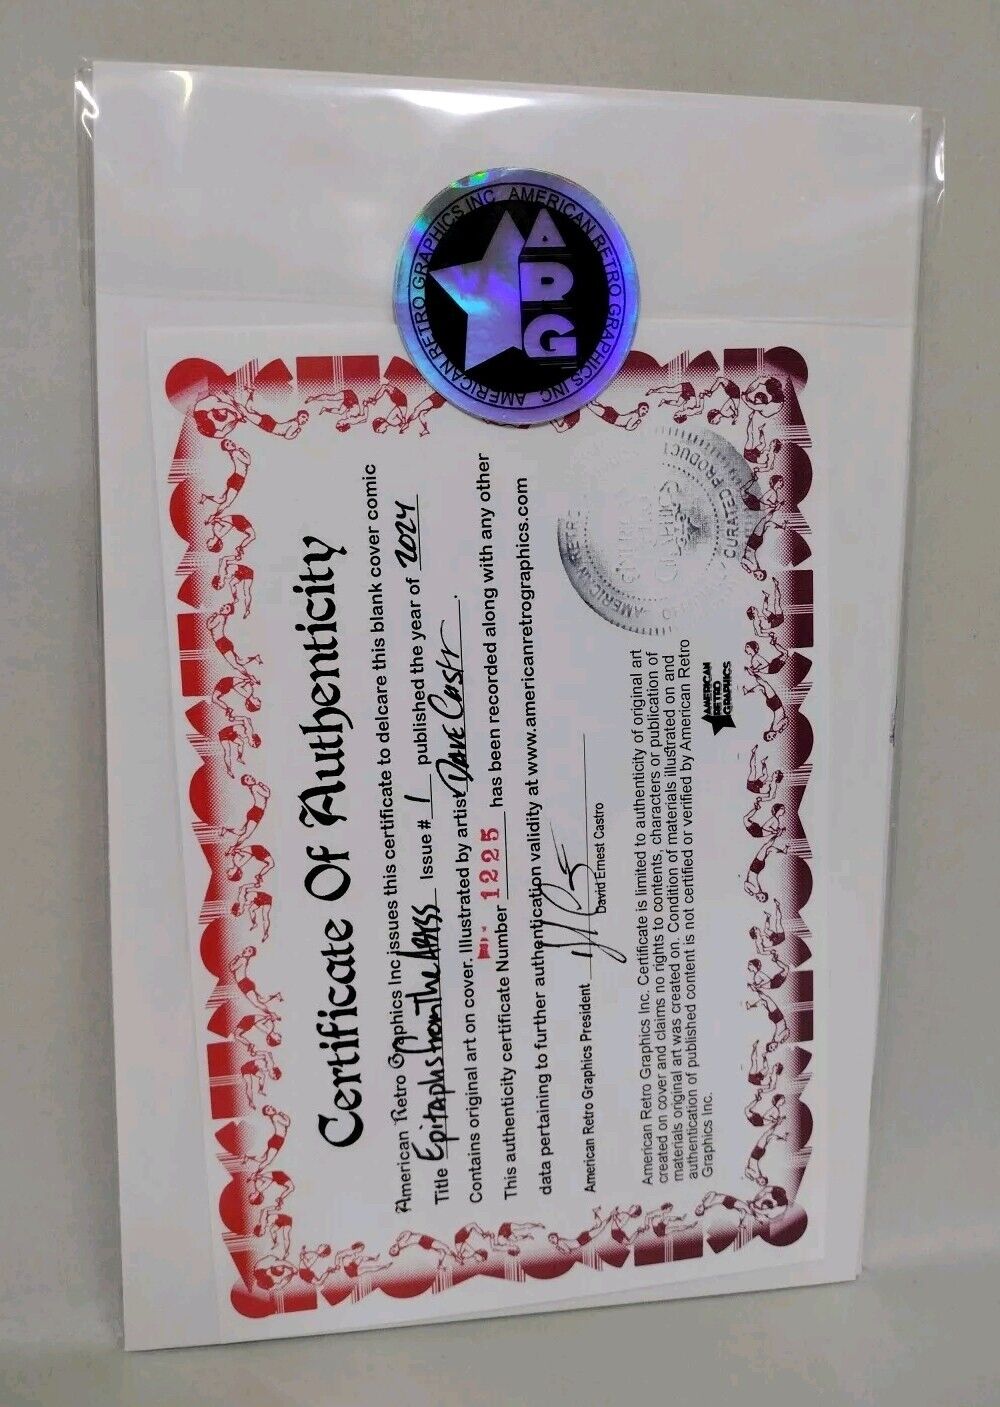 AMERICAN RETRO GRAPHICS INC AMERICAN RETRO GRAPHICS INC
ARG
Certificate Of Authenticity
American Retro Graphics Inc issues this certificate to delcare this blank cover comic
Title Epitaphs from the Abyss Issue # 1 published the year of 2024
Contains original art on cover. Illustrated by artist Dave Castr.
This authenticity certificate Number 1225 has been recorded along with any other
data pertaining to further authentication validity at www.americanretrographics.com
American Retro Graphics President
David Ernest Castro
American Retro Graphics Inc. Certificate is limited to authenticity of original art
created on cover and claims no rights to contents, characters or publication of
materials original art was created on. Condition of materials illustrated on and
authentication of published content is not certified or verified by American Retro
Graphics Inc.
AMERICAN
RETRO
GRAPHICS
CURATED PRODUCT